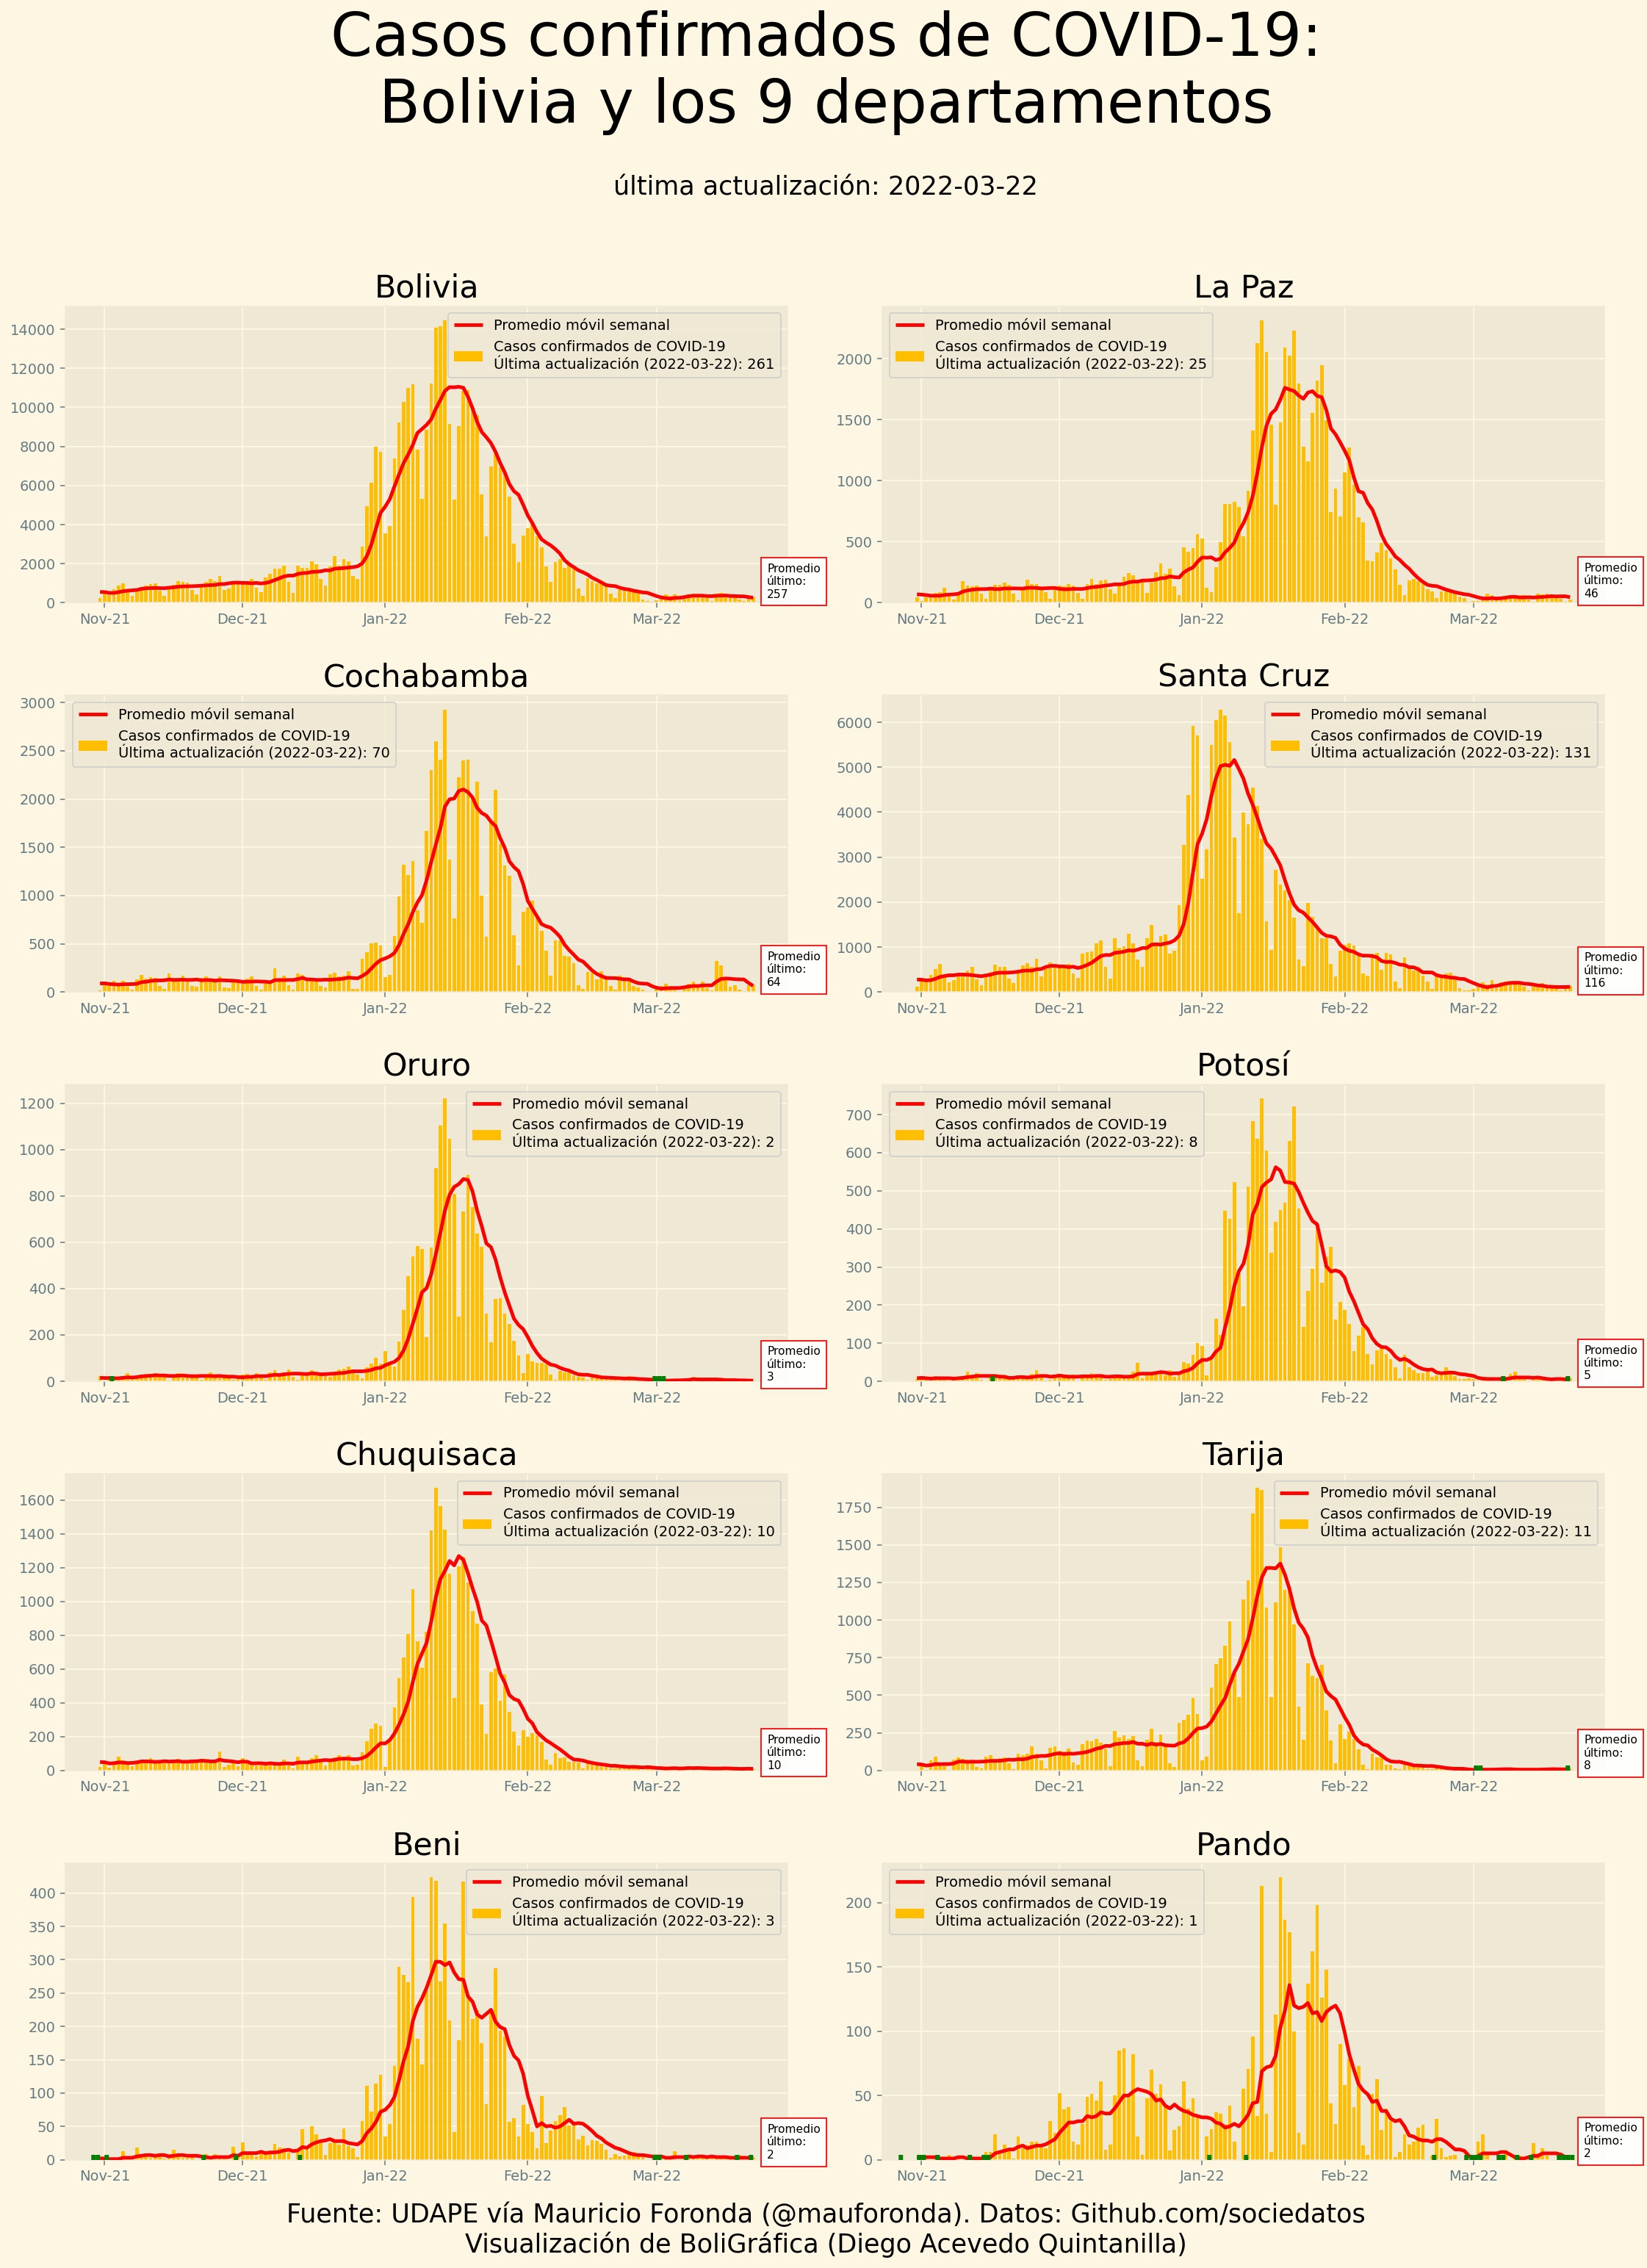 Casos confirmados de COVID-19:
Bolivia y los 9 departamentos
última actualización: 2022-03-22
Bolivia
14000
12000
10000
8000
6000
4000
2000
0
Promedio móvil semanal
Casos confirmados de COVID-19
Última actualización (2022-03-22): 261
Promedio
último:
257
Nov-21 Dec-21 Jan-22 Feb-22 Mar-22
La Paz
2000
1500
1000
500
0
Promedio móvil semanal
Casos confirmados de COVID-19
Última actualización (2022-03-22): 25
Promedio
último:
46
Nov-21 Dec-21 Jan-22 Feb-22 Mar-22
Cochabamba
3000
2500
2000
1500
1000
500
0
Promedio móvil semanal
Casos confirmados de COVID-19
Última actualización (2022-03-22): 70
Promedio
último:
64
Nov-21 Dec-21 Jan-22 Feb-22 Mar-22
Santa Cruz
6000
5000
4000
3000
2000
1000
0
Promedio móvil semanal
Casos confirmados de COVID-19
Última actualización (2022-03-22): 131
Promedio
último:
116
Nov-21 Dec-21 Jan-22 Feb-22 Mar-22
Oruro
1200
1000
800
600
400
200
0
Promedio móvil semanal
Casos confirmados de COVID-19
Última actualización (2022-03-22): 2
Promedio
último:
3
Nov-21 Dec-21 Jan-22 Feb-22 Mar-22
Potosí
700
600
500
400
300
200
100
0
Promedio móvil semanal
Casos confirmados de COVID-19
Última actualización (2022-03-22): 8
Promedio
último:
5
Nov-21 Dec-21 Jan-22 Feb-22 Mar-22
Chuquisaca
1600
1400
1200
1000
800
600
400
200
0
Promedio móvil semanal
Casos confirmados de COVID-19
Última actualización (2022-03-22): 10
Promedio
último:
10
Nov-21 Dec-21 Jan-22 Feb-22 Mar-22
Tarija
1750
1500
1250
1000
750
500
250
0
Promedio móvil semanal
Casos confirmados de COVID-19
Última actualización (2022-03-22): 11
Promedio
último:
8
Nov-21 Dec-21 Jan-22 Feb-22 Mar-22
Beni
400
350
300
250
200
150
100
50
0
Promedio móvil semanal
Casos confirmados de COVID-19
Última actualización (2022-03-22): 3
Promedio
último:
2
Nov-21 Dec-21 Jan-22 Feb-22 Mar-22
Pando
200
150
100
50
0
Promedio móvil semanal
Casos confirmados de COVID-19
Última actualización (2022-03-22): 1
Promedio
último:
2
Nov-21 Dec-21 Jan-22 Feb-22 Mar-22
Fuente: UDAPE vía Mauricio Foronda (@mauforonda). Datos: Github.com/sociedatos
Visualización de BoliGráfica (Diego Acevedo Quintanilla)